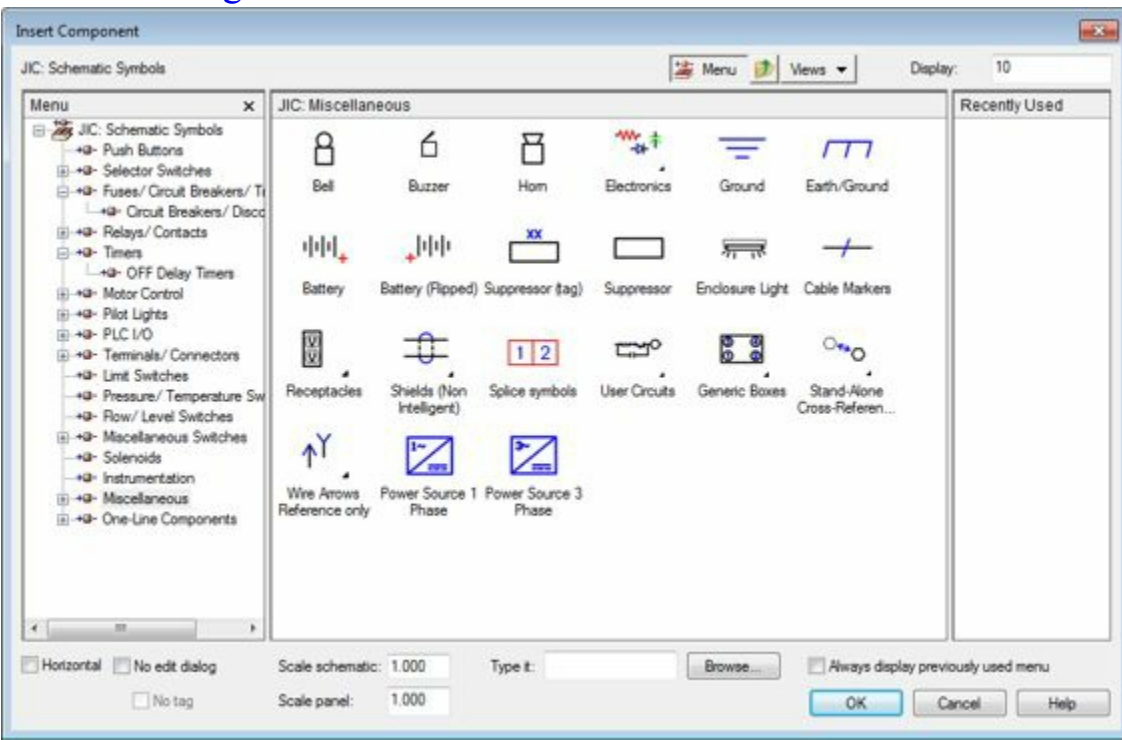 Insert Component
JIC: Schematic Symbols
Menu
Views
Display:
10
Menu
JIC: Schematic Symbols
Push Buttons
Selector Switches
Fuses/ Circuit Breakers/ Tr
Circuit Breakers/ Disco
Relays/ Contacts
Timers
OFF Delay Timers
Motor Control
Pilot Lights
PLC I/O
Terminals/ Connectors
Limit Switches
Pressure/ Temperature Sw
Flow/ Level Switches
Miscellaneous Switches
Solenoids
Instrumentation
Miscellaneous
One-Line Components
JIC: Miscellaneous
Bell
Buzzer
Horn
Electronics
Ground
Earth/Ground
XX
Battery
Battery (Flipped)
Suppressor (tag)
Suppressor
Enclosure Light
Cable Markers
1 2
Receptacles
Shields (Non
Intelligent)
Splice symbols
User Circuits
Generic Boxes
Stand-Alone
Cross-Referen...
1~
3~
Wire Arrows
Reference only
Power Source 1
Phase
Power Source 3
Phase
Recently Used
Horizontal
No edit dialog
No tag
Scale schematic: 1.000
Scale panel: 1.000
Type it:
Browse...
Always display previously used menu
OK
Cancel
Help